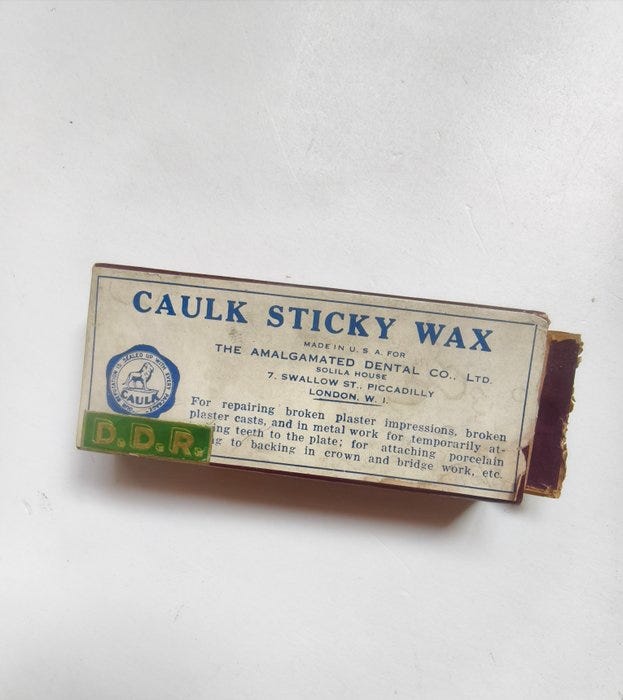 CAULK STICKY WAX
MADE IN U. S. A. FOR
THE AMALGAMATED DENTAL CO., LTD.
SOLILA HOUSE
7. SWALLOW ST., PICCADILLY
LONDON. W. I.
CAULK
For repairing broken plaster impressions, broken
plaster casts, and in metal work for temporarily at-
ing teeth to the plate; for attaching porcelain
g to backing in crown and bridge work, etc.
D.D.R.